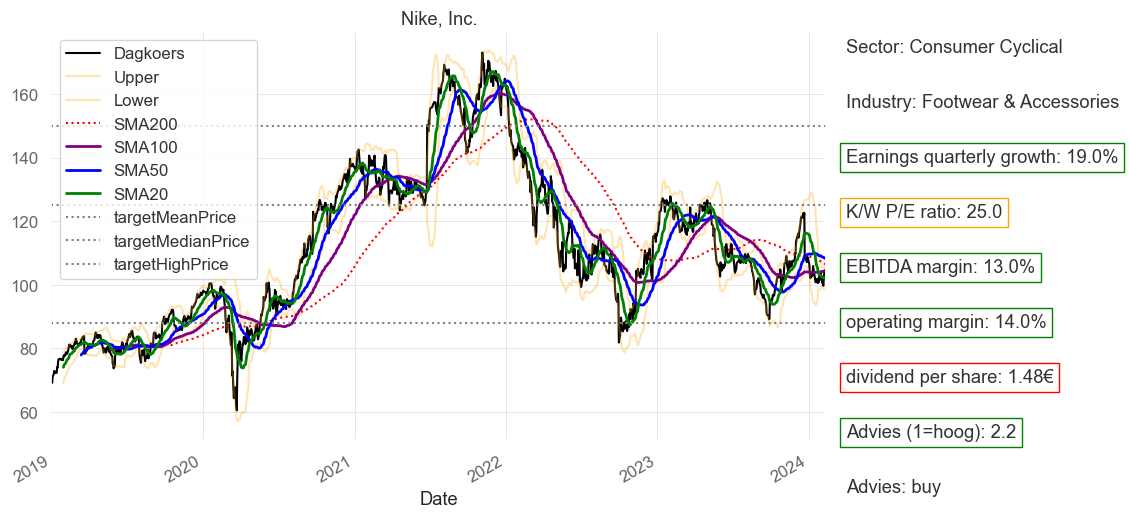 Nike, Inc.
Dagkoers
Upper
Lower
SMA200
SMA100
SMA50
SMA20
targetMeanPrice
targetMedianPrice
targetHighPrice
160
140
120
100
80
60
2019
2020
2021
2022
2023
2024
Date
Sector: Consumer Cyclical
Industry: Footwear & Accessories
Earnings quarterly growth: 19.0%
K/W P/E ratio: 25.0
EBITDA margin: 13.0%
operating margin: 14.0%
dividend per share: 1.48€
Advies (1=hoog): 2.2
Advies: buy